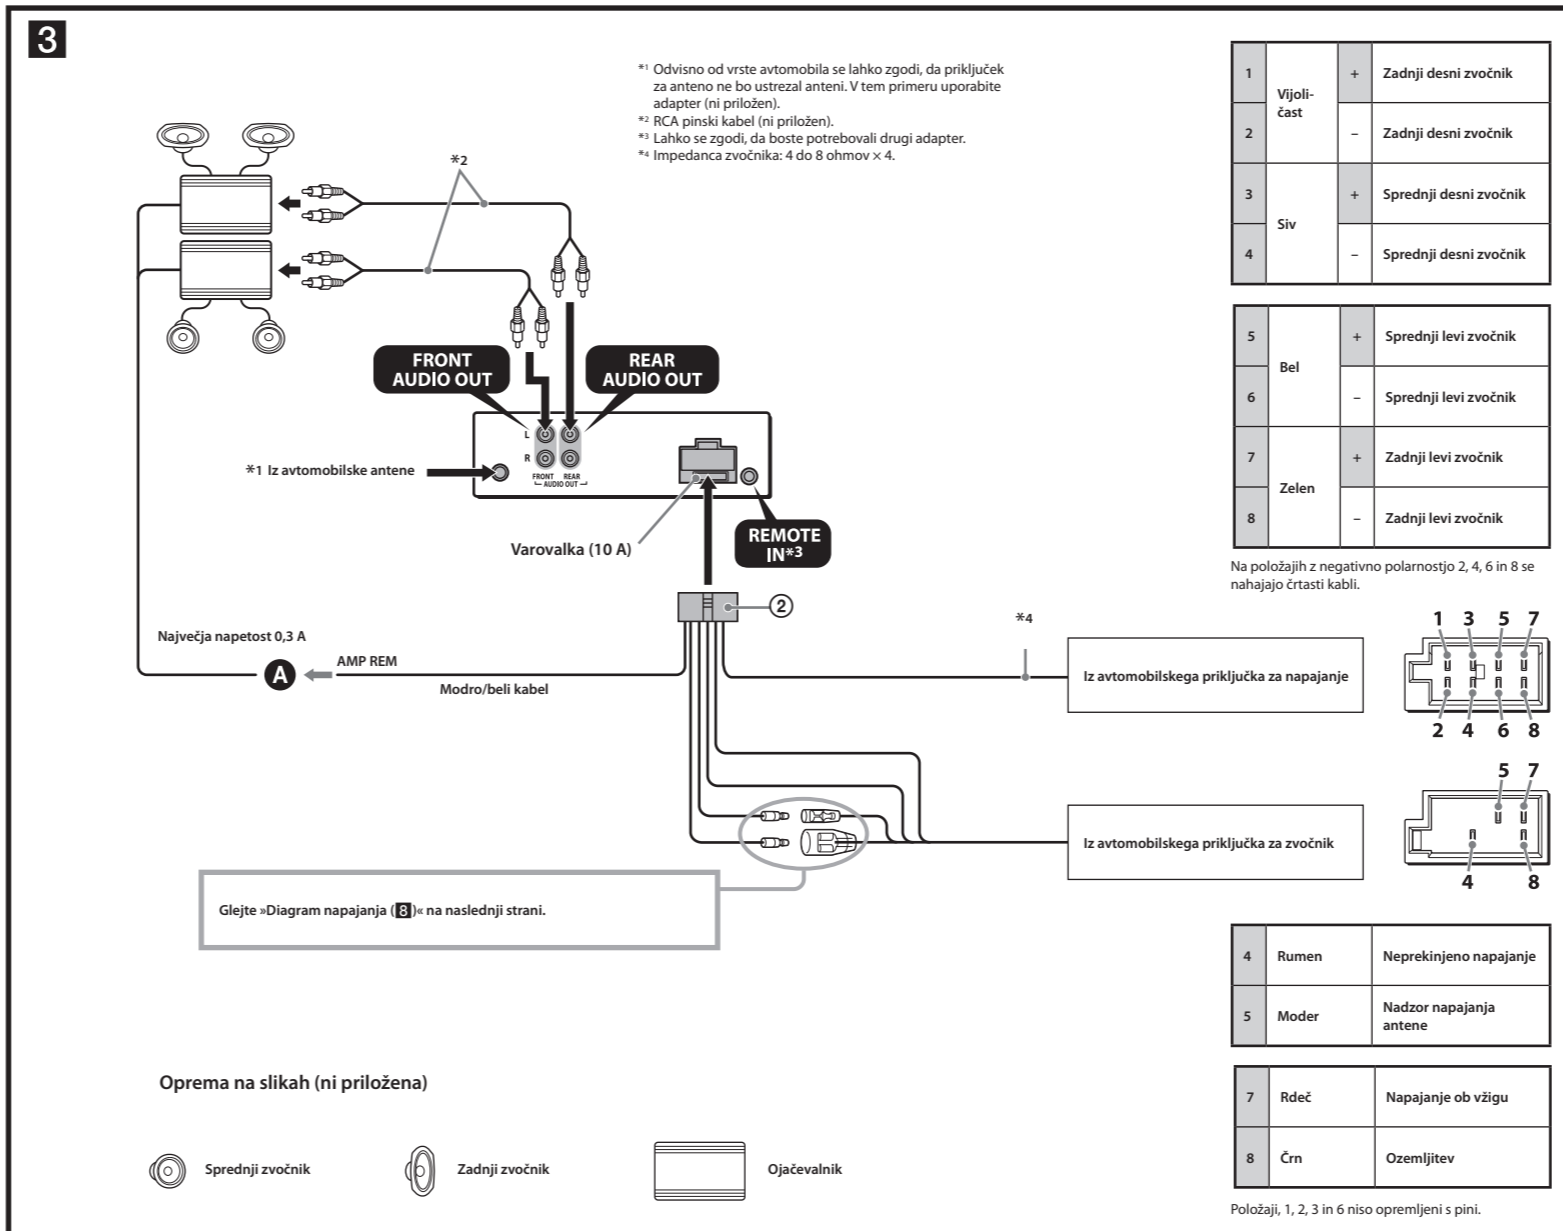 3
*1 Odvisno od vrste avtomobila se lahko zgodi, da priključek
za anteno ne bo ustrezal anteni. V tem primeru uporabite
adapter (ni priložen).
*2 RCA pinski kabel (ni priložen).
*3 Lahko se zgodi, da boste potrebovali drugi adapter.
*4 Impedanca zvočnika: 4 do 8 ohmov × 4.
*2
FRONT
AUDIO OUT
REAR
AUDIO OUT
L
R
FRONT REAR
AUDIO OUT
*1 Iz avtomobilske antene
Varovalka (10 A)
REMOTE
IN*3
2
*4
Največja napetost 0,3 A
A
AMP REM
Modro/beli kabel
Iz avtomobilskega priključka za napajanje
Iz avtomobilskega priključka za zvočnik
Glejte »Diagram napajanja (8)« na naslednji strani.
Oprema na slikah (ni priložena)
Sprednji zvočnik
Zadnji zvočnik
Ojačevalnik
1 Vijoli-
čast + Zadnji desni zvočnik
2 – Zadnji desni zvočnik
3 Siv + Sprednji desni zvočnik
4 – Sprednji desni zvočnik
5 Bel + Sprednji levi zvočnik
6 – Sprednji levi zvočnik
7 Zelen + Zadnji levi zvočnik
8 – Zadnji levi zvočnik
Na položajih z negativno polarnostjo 2, 4, 6 in 8 se
nahajajo črtasti kabli.
1 3 5 7
2 4 6 8
5 7
4 8
4 Rumen Neprekinjeno napajanje
5 Moder Nadzor napajanja
antene
7 Rdeč Napajanje ob vžigu
8 Črn Ozemljitev
Položaji, 1, 2, 3 in 6 niso opremljeni s pini.